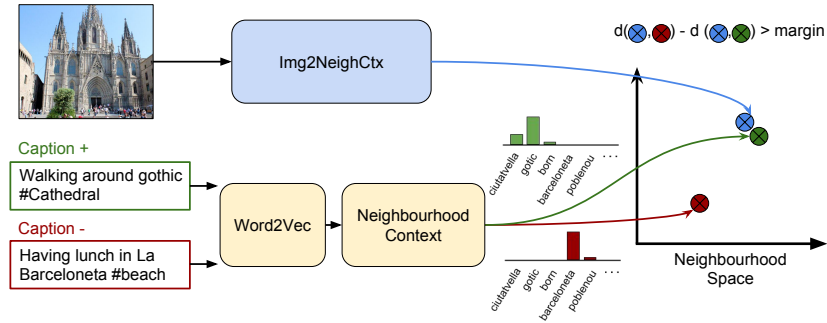 d(⊗,⊗) - d (⊗,⊗) > margin
Img2NeighCtx
Caption +
Walking around gothic
#Cathedral
Caption -
Having lunch in La
Barceloneta #beach
Word2Vec
Neighbourhood
Context
ciutatvella
gotic
born
barceloneta
poblenou
...
ciutatvella
gotic
born
barceloneta
poblenou
...
Neighbourhood
Space